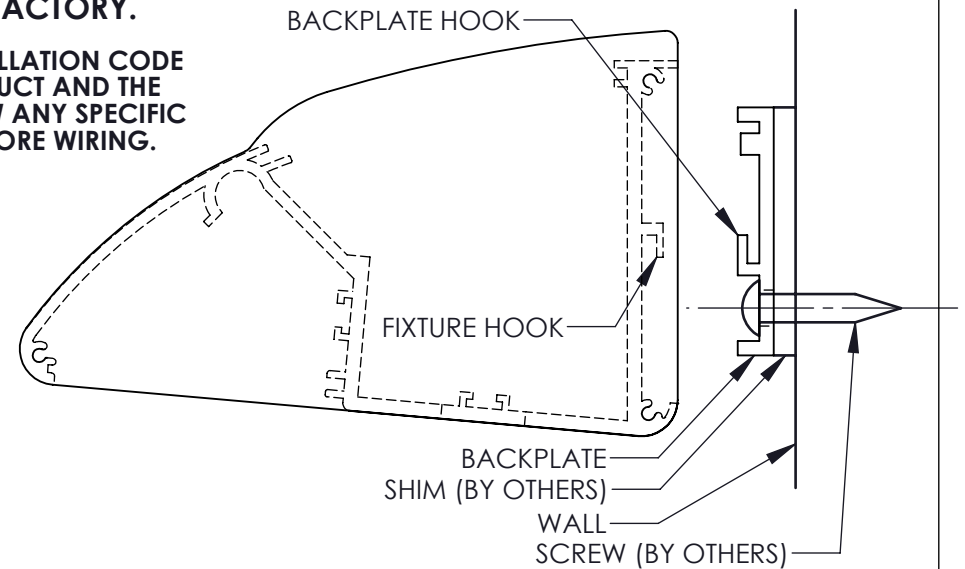 ACTORY.
LLATION CODE
UCT AND THE
ANY SPECIFIC
ORE WIRING.
BACKPLATE HOOK
FIXTURE HOOK
BACKPLATE
SHIM (BY OTHERS)
WALL
SCREW (BY OTHERS)